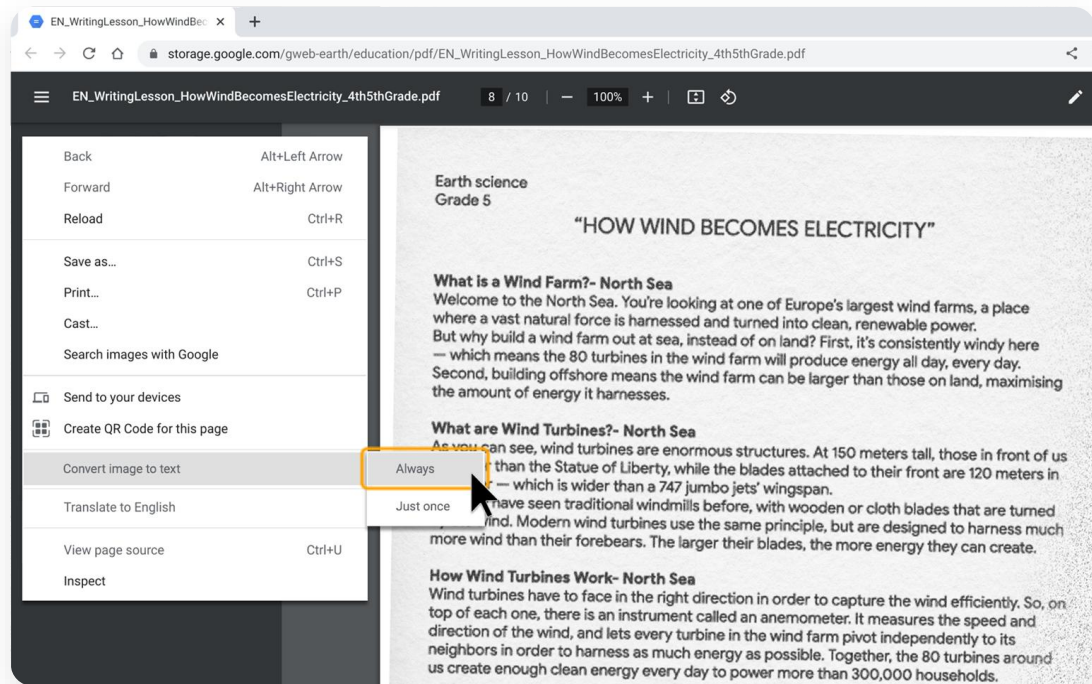 EN_WritingLesson_HowWindBec
storage.google.com/gweb-earth/education/pdf/EN_WritingLesson_HowWindBecomesElectricity_4th5thGrade.pdf
EN_WritingLesson_HowWindBecomesElectricity_4th5thGrade.pdf 8 / 10 100%
Back Alt+Left Arrow
Forward Alt+Right Arrow
Reload Ctrl+R
Save as... Ctrl+S
Print... Ctrl+P
Cast...
Search images with Google
Send to your devices
Create QR Code for this page
Convert image to text
Translate to English
View page source Ctrl+U
Inspect
Always
Just once
Earth science
Grade 5
“HOW WIND BECOMES ELECTRICITY”
What is a Wind Farm?- North Sea
Welcome to the North Sea. You’re looking at one of Europe’s largest wind farms, a place
where a vast natural force is harnessed and turned into clean, renewable power.
But why build a wind farm out at sea, instead of on land? First, it’s consistently windy here
— which means the 80 turbines in the wind farm will produce energy all day, every day.
Second, building offshore means the wind farm can be larger than those on land, maximising
the amount of energy it harnesses.
What are Wind Turbines?- North Sea
As you can see, wind turbines are enormous structures. At 150 meters tall, those in front of us
than the Statue of Liberty, while the blades attached to their front are 120 meters in
— which is wider than a 747 jumbo jets’ wingspan.
have seen traditional windmills before, with wooden or cloth blades that are turned
wind. Modern wind turbines use the same principle, but are designed to harness much
more wind than their forebears. The larger their blades, the more energy they can create.
How Wind Turbines Work- North Sea
Wind turbines have to face in the right direction in order to capture the wind efficiently. So, on
top of each one, there is an instrument called an anemometer. It measures the speed and
direction of the wind, and lets every turbine in the wind farm pivot independently to its
neighbors in order to harness as much energy as possible. Together, the 80 turbines around
us create enough clean energy every day to power more than 300,000 households.